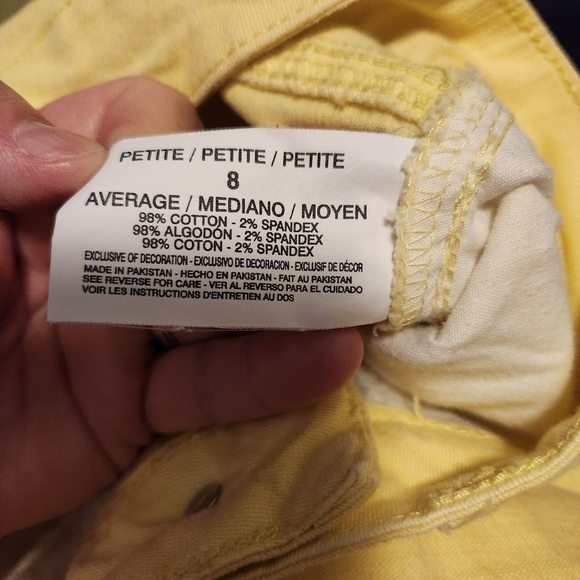 PETITE / PETITE / PETITE
8
AVERAGE / MEDIANO / MOYEN
98% COTTON - 2% SPANDEX
98% ALGODÓN - 2% SPANDEX
98% COTON - 2% SPANDEX
EXCLUSIVE OF DECORATION - EXCLUSIVO DE DECORACION - EXCLUSIF DE DÉCOR
MADE IN PAKISTAN - HECHO EN PAKISTAN - FAIT AU PAKISTAN
SEE REVERSE FOR CARE - VER AL REVERSO PARA EL CUIDADO
VOIR LES INSTRUCTIONS D'ENTRETIEN AU DOS